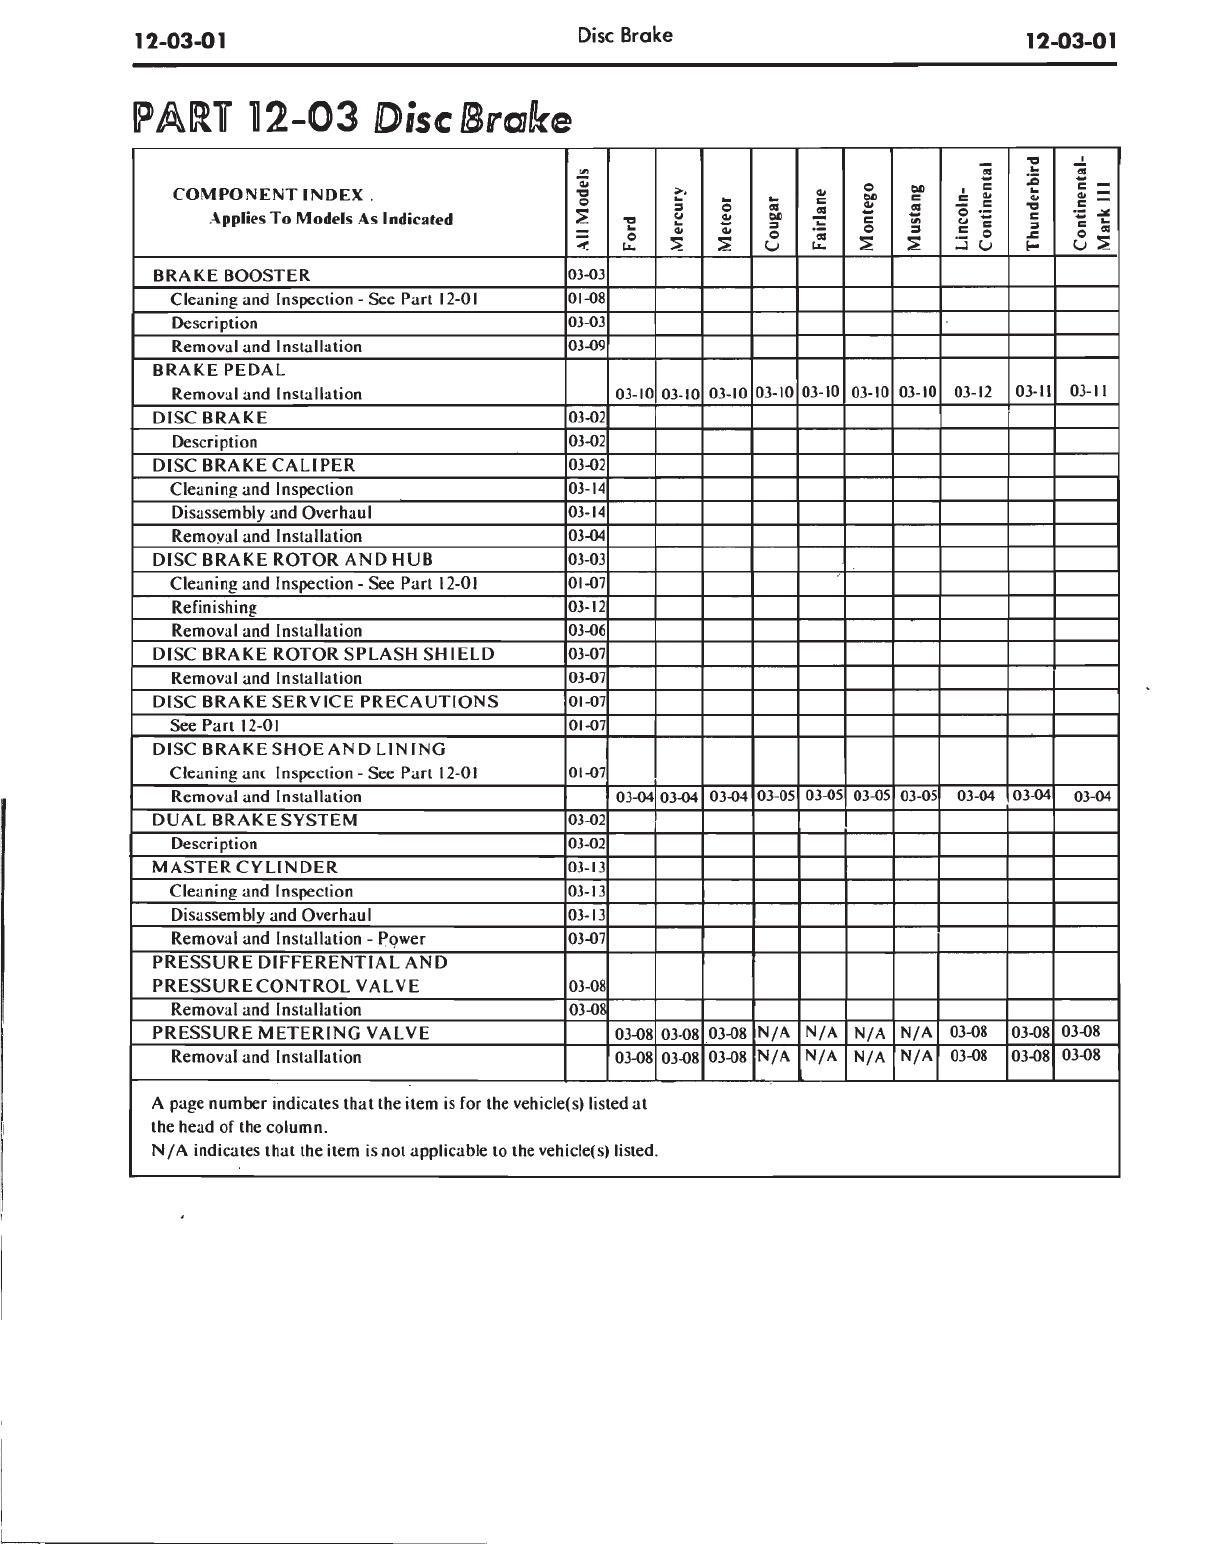 12-03-01 Disc Brake 12-03-01
PART 12-03 Disc Brake
COMPONENT INDEX .
Applies To Models As Indicated
All Models
Ford
Mercury
Meteor
Cougar
Fairlane
Montego
Mustang
Lincoln-
Continental
Thunderbird
Continental-
Mark III
BRAKE BOOSTER 03-03
Cleaning and Inspection - See Part 12-01 01-08
Description 03-03
Removal and Installation 03-09
BRAKE PEDAL
Removal and Installation 03-10 03-10 03-10 03-10 03-10 03-10 03-10 03-12 03-11 03-11
DISC BRAKE 03-02
Description 03-02
DISC BRAKE CALIPER 03-02
Cleaning and Inspection 03-14
Disassembly and Overhaul 03-14
Removal and Installation 03-04
DISC BRAKE ROTOR AND HUB 03-03
Cleaning and Inspection - See Part 12-01 01-07
Refinishing 03-12
Removal and Installation 03-06
DISC BRAKE ROTOR SPLASH SHIELD 03-07
Removal and Installation 03-07
DISC BRAKE SERVICE PRECAUTIONS 01-07
See Part 12-01 01-07
DISC BRAKE SHOE AND LINING
Cleaning and Inspection - See Part 12-01 01-07
Removal and Installation 03-04 03-04 03-04 03-05 03-05 03-05 03-05 03-04 03-04 03-04
DUAL BRAKE SYSTEM 03-02
Description 03-02
MASTER CYLINDER 03-13
Cleaning and Inspection 03-13
Disassembly and Overhaul 03-13
Removal and Installation - Power 03-07
PRESSURE DIFFERENTIAL AND
PRESSURE CONTROL VALVE 03-08
Removal and Installation 03-08
PRESSURE METERING VALVE 03-08 03-08 03-08 N/A N/A N/A N/A 03-08 03-08 03-08
Removal and Installation 03-08 03-08 03-08 N/A N/A N/A N/A 03-08 03-08 03-08
A page number indicates that the item is for the vehicle(s) listed at
the head of the column.
N/A indicates that the item is not applicable to the vehicle(s) listed.